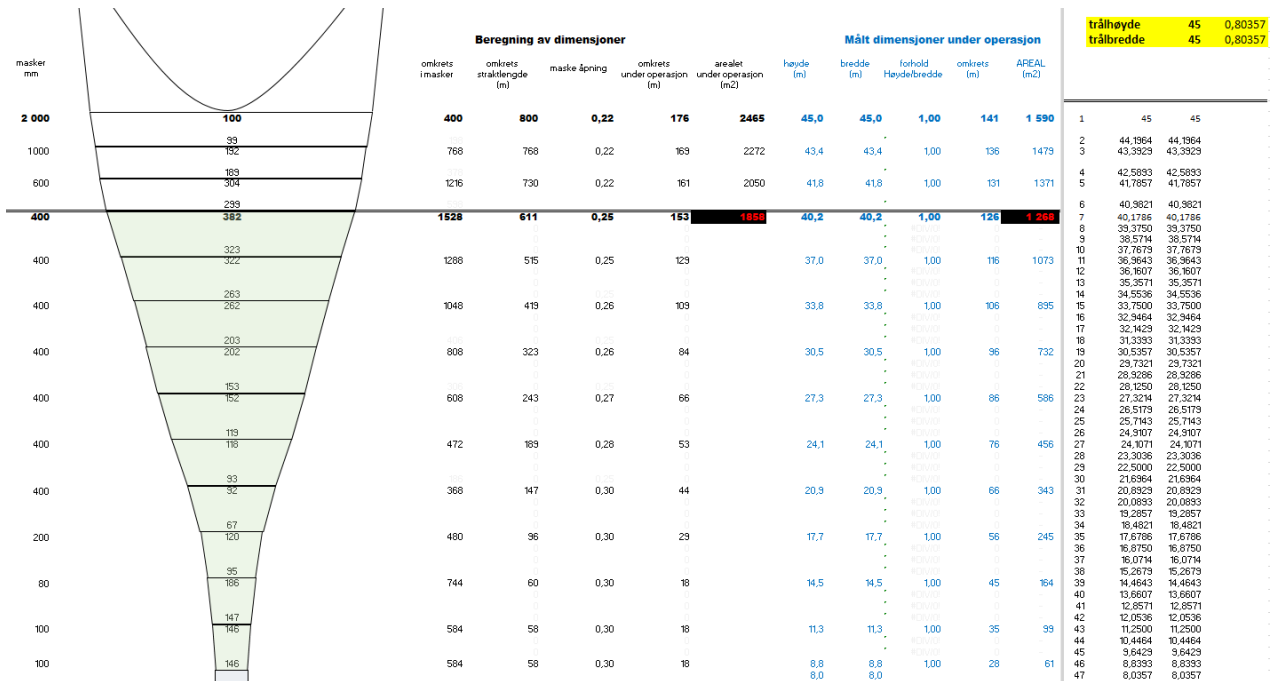 trålhøyde 45 0,80357
trålbredde 45 0,80357
Beregning av dimensjoner Målt dimensjoner under operasjon
masker mm omkrets i masker omkrets straktlengde (m) maske åpning omkrets under operasjon (m) arealet under operasjon (m2) høyde (m) bredde (m) forhold Høyde/bredde omkrets (m) AREAL (m2)
2 000 100 400 800 0,22 176 2465 45,0 45,0 1,00 141 1 590 1 45 45
99 2 44,1964 44,1964
1000 192 768 768 0,22 169 2272 43,4 43,4 1,00 136 1479 3 43,3929 43,3929
189 4 42,5893 42,5893
600 304 1216 730 0,22 161 2050 41,8 41,8 1,00 131 1371 5 41,7857 41,7857
299 6 40,9821 40,9821
400 382 1528 611 0,25 153 1858 40,2 40,2 1,00 126 1 268 7 40,1786 40,1786
8 39,3750 39,3750
9 38,5714 38,5714
323 10 37,7679 37,7679
400 322 1288 515 0,25 129 37,0 37,0 1,00 116 1073 11 36,9643 36,9643
12 36,1607 36,1607
13 35,3571 35,3571
263 14 34,5536 34,5536
400 262 1048 419 0,26 109 33,8 33,8 1,00 106 895 15 33,7500 33,7500
16 32,9464 32,9464
17 32,1429 32,1429
203 18 31,3393 31,3393
400 202 808 323 0,26 84 30,5 30,5 1,00 96 732 19 30,5357 30,5357
20 29,7321 29,7321
21 28,9286 28,9286
153 22 28,1250 28,1250
400 152 608 243 0,27 66 27,3 27,3 1,00 86 586 23 27,3214 27,3214
24 26,5179 26,5179
25 25,7143 25,7143
119 26 24,9107 24,9107
400 118 472 189 0,28 53 24,1 24,1 1,00 76 456 27 24,1071 24,1071
28 23,3036 23,3036
29 22,5000 22,5000
93 30 21,6964 21,6964
400 92 368 147 0,30 44 20,9 20,9 1,00 66 343 31 20,8929 20,8929
32 20,0893 20,0893
33 19,2857 19,2857
67 34 18,4821 18,4821
200 120 480 96 0,30 29 17,7 17,7 1,00 56 245 35 17,6786 17,6786
36 16,8750 16,8750
37 16,0714 16,0714
95 38 15,2679 15,2679
80 186 744 60 0,30 18 14,5 14,5 1,00 45 164 39 14,4643 14,4643
40 13,6607 13,6607
41 12,8571 12,8571
147 42 12,0536 12,0536
100 146 584 58 0,30 18 11,3 11,3 1,00 35 99 43 11,2500 11,2500
44 10,4464 10,4464
45 9,6429 9,6429
100 146 584 58 0,30 18 8,8 8,8 1,00 28 61 46 8,8393 8,8393
8,0 8,0 47 8,0357 8,0357